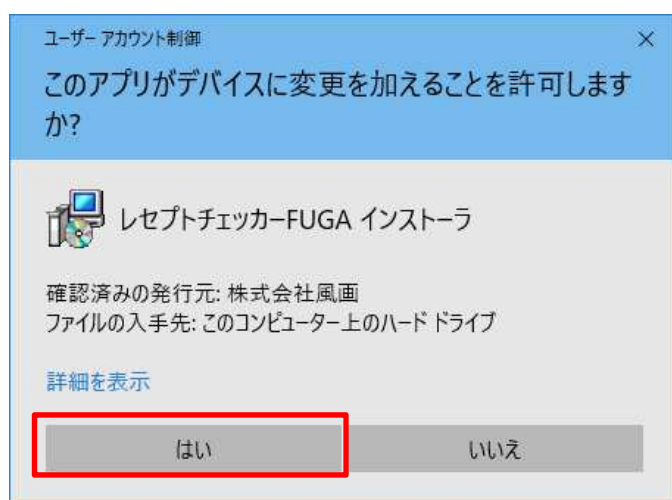 ユーザー アカウント制御
このアプリがデバイスに変更を加えることを許可します
か?
レセプトチェッカーFUGA インストーラ
確認済みの発行元: 株式会社風画
ファイルの入手先: このコンピューター上のハード ドライブ
詳細を表示
はい
いいえ